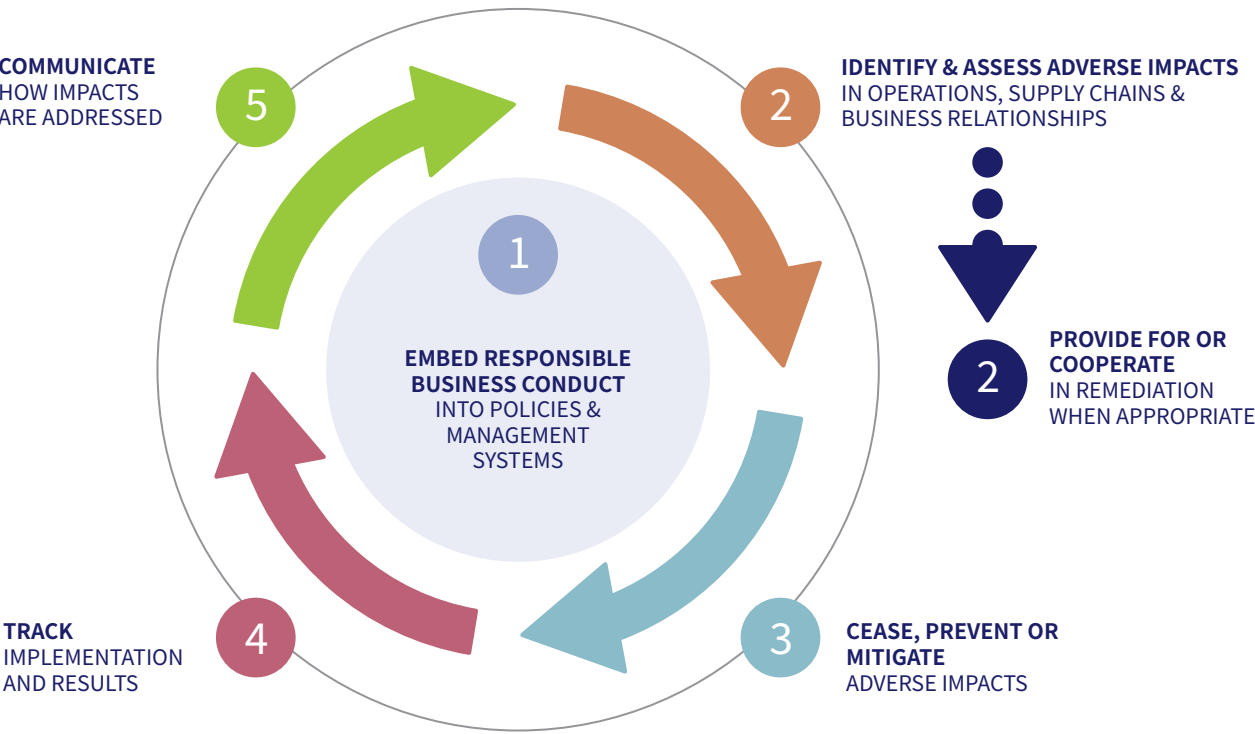 5
COMMUNICATE
HOW IMPACTS
ARE ADDRESSED
2
IDENTIFY & ASSESS ADVERSE IMPACTS
IN OPERATIONS, SUPPLY CHAINS &
BUSINESS RELATIONSHIPS
1
EMBED RESPONSIBLE
BUSINESS CONDUCT
INTO POLICIES &
MANAGEMENT
SYSTEMS
2
PROVIDE FOR OR
COOPERATE
IN REMEDIATION
WHEN APPROPRIATE
4
TRACK
IMPLEMENTATION
AND RESULTS
3
CEASE, PREVENT OR
MITIGATE
ADVERSE IMPACTS